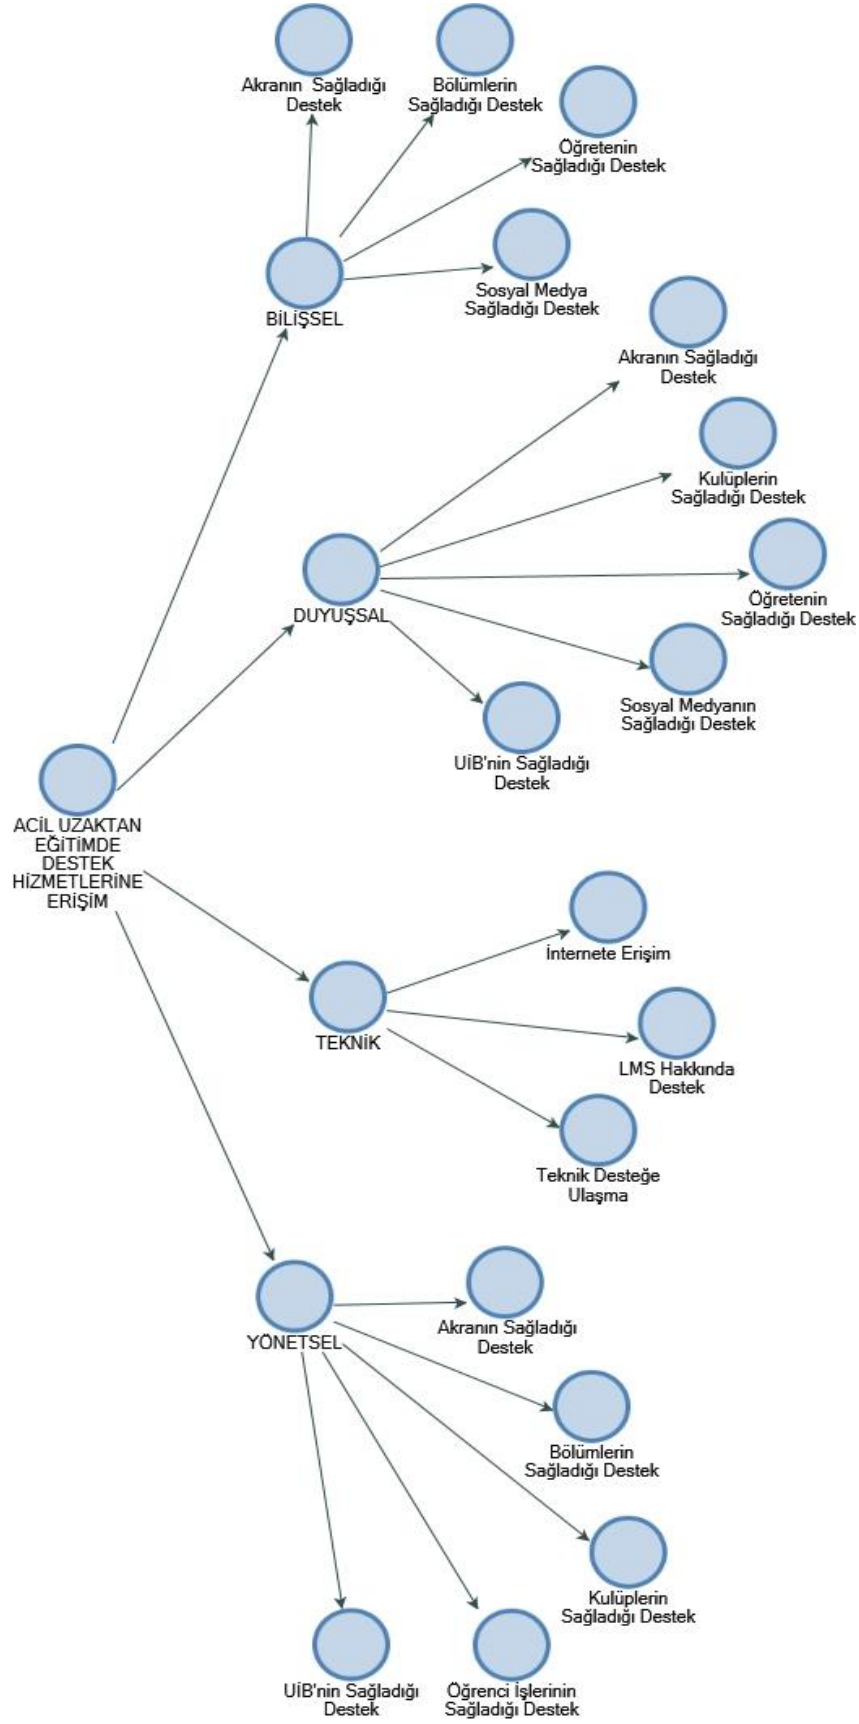 Akranın Sağladığı
Destek
Bölümlerin
Sağladığı Destek
Öğretenin
Sağladığı Destek
Sosyal Medya
Sağladığı Destek
BİLİŞSEL
Akranın Sağladığı
Destek
Kulüplerin
Sağladığı Destek
Öğretenin
Sağladığı Destek
DUYUŞSAL
Sosyal Medyanın
Sağladığı Destek
UİB'nin Sağladığı
Destek
ACİL UZAKTAN
EĞİTİMDE
DESTEK
HİZMETLERİNE
ERİŞİM
İnternete Erişim
TEKNİK
LMS Hakkında
Destek
Teknik Desteğe
Ulaşma
YÖNETSEL
Akranın Sağladığı
Destek
Bölümlerin
Sağladığı Destek
Kulüplerin
Sağladığı Destek
UİB'nin Sağladığı
Destek
Öğrenci İşlerinin
Sağladığı Destek